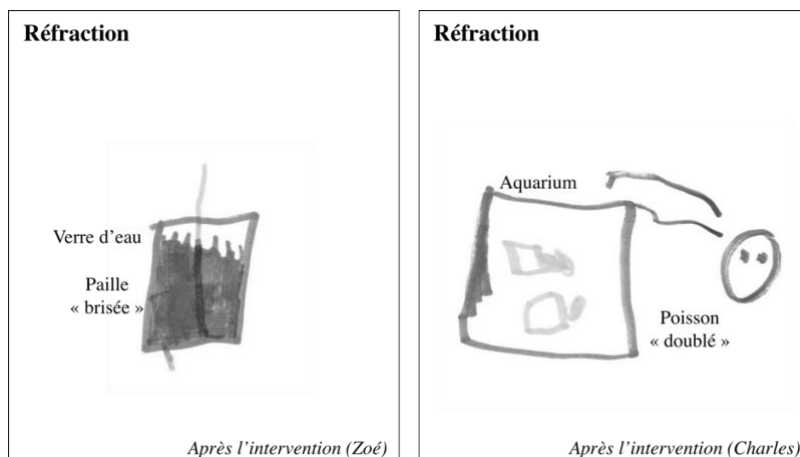 Réfraction
Verre d'eau
Paille
« brisée »
Après l'intervention (Zoé)
Réfraction
Aquarium
Poisson
« doublé »
Après l'intervention (Charles)